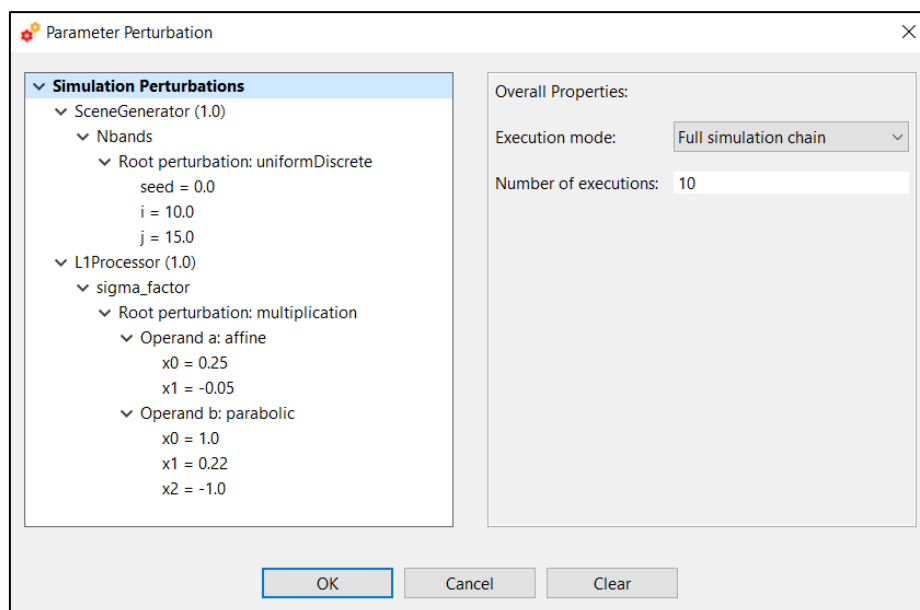 Parameter Perturbation
Simulation Perturbations
SceneGenerator (1.0)
Nbands
Root perturbation: uniformDiscrete
seed = 0.0
i = 10.0
j = 15.0
L1Processor (1.0)
sigma_factor
Root perturbation: multiplication
Operand a: affine
x0 = 0.25
x1 = -0.05
Operand b: parabolic
x0 = 1.0
x1 = 0.22
x2 = -1.0
Overall Properties:
Execution mode: Full simulation chain
Number of executions: 10
OK Cancel Clear